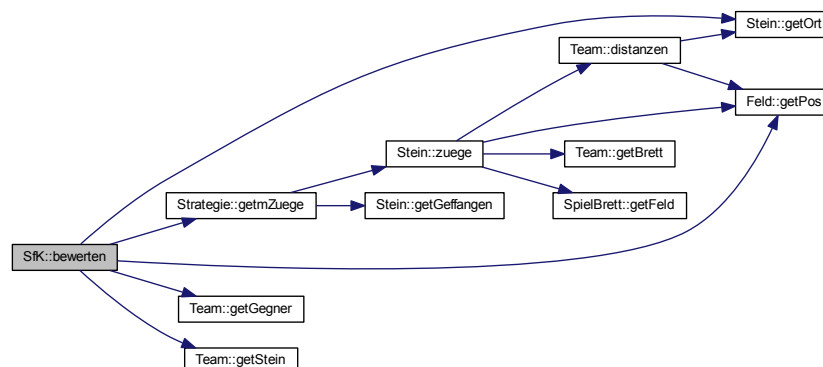 Stein::getOrt
Team::distanzen
Feld::getPos
Stein::zuege
Team::getBrett
Strategie::getmZuege
Stein::getGeffangen
SpielBrett::getFeld
SfK::bewerten
Team::getGegner
Team::getStein